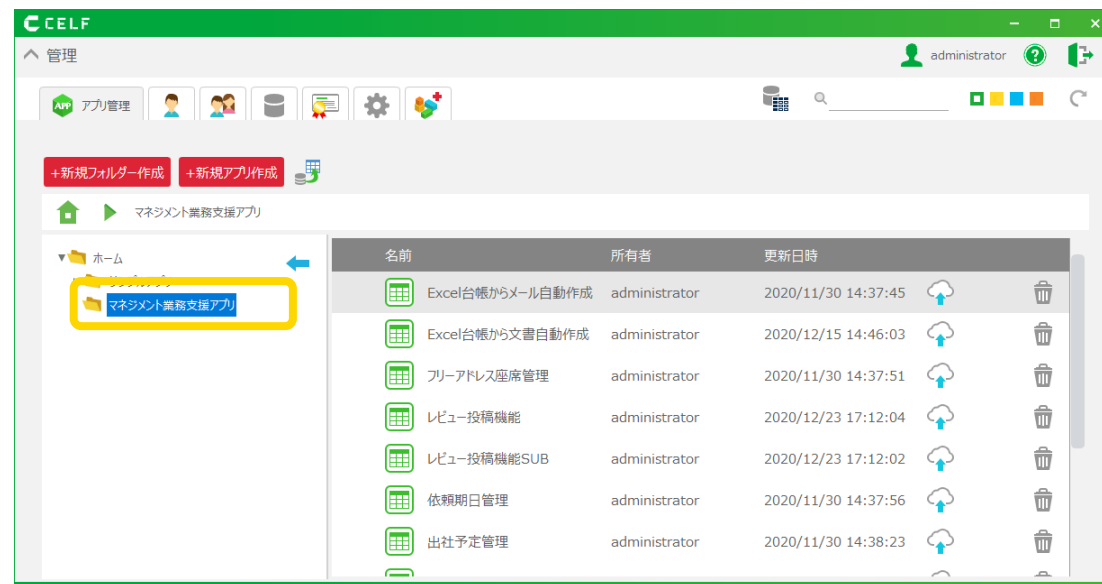 CELF
管理
administrator
APP アプリ管理
+新規フォルダー作成 +新規アプリ作成
マネジメント業務支援アプリ
ホーム
マネジメント業務支援アプリ
名前 所有者 更新日時
Excel台帳からメール自動作成 administrator 2020/11/30 14:37:45
Excel台帳から文書自動作成 administrator 2020/12/15 14:46:03
フリーアドレス座席管理 administrator 2020/11/30 14:37:51
レビュー投稿機能 administrator 2020/12/23 17:12:04
レビュー投稿機能SUB administrator 2020/12/23 17:12:02
依頼期日管理 administrator 2020/11/30 14:37:56
出社予定管理 administrator 2020/11/30 14:38:23